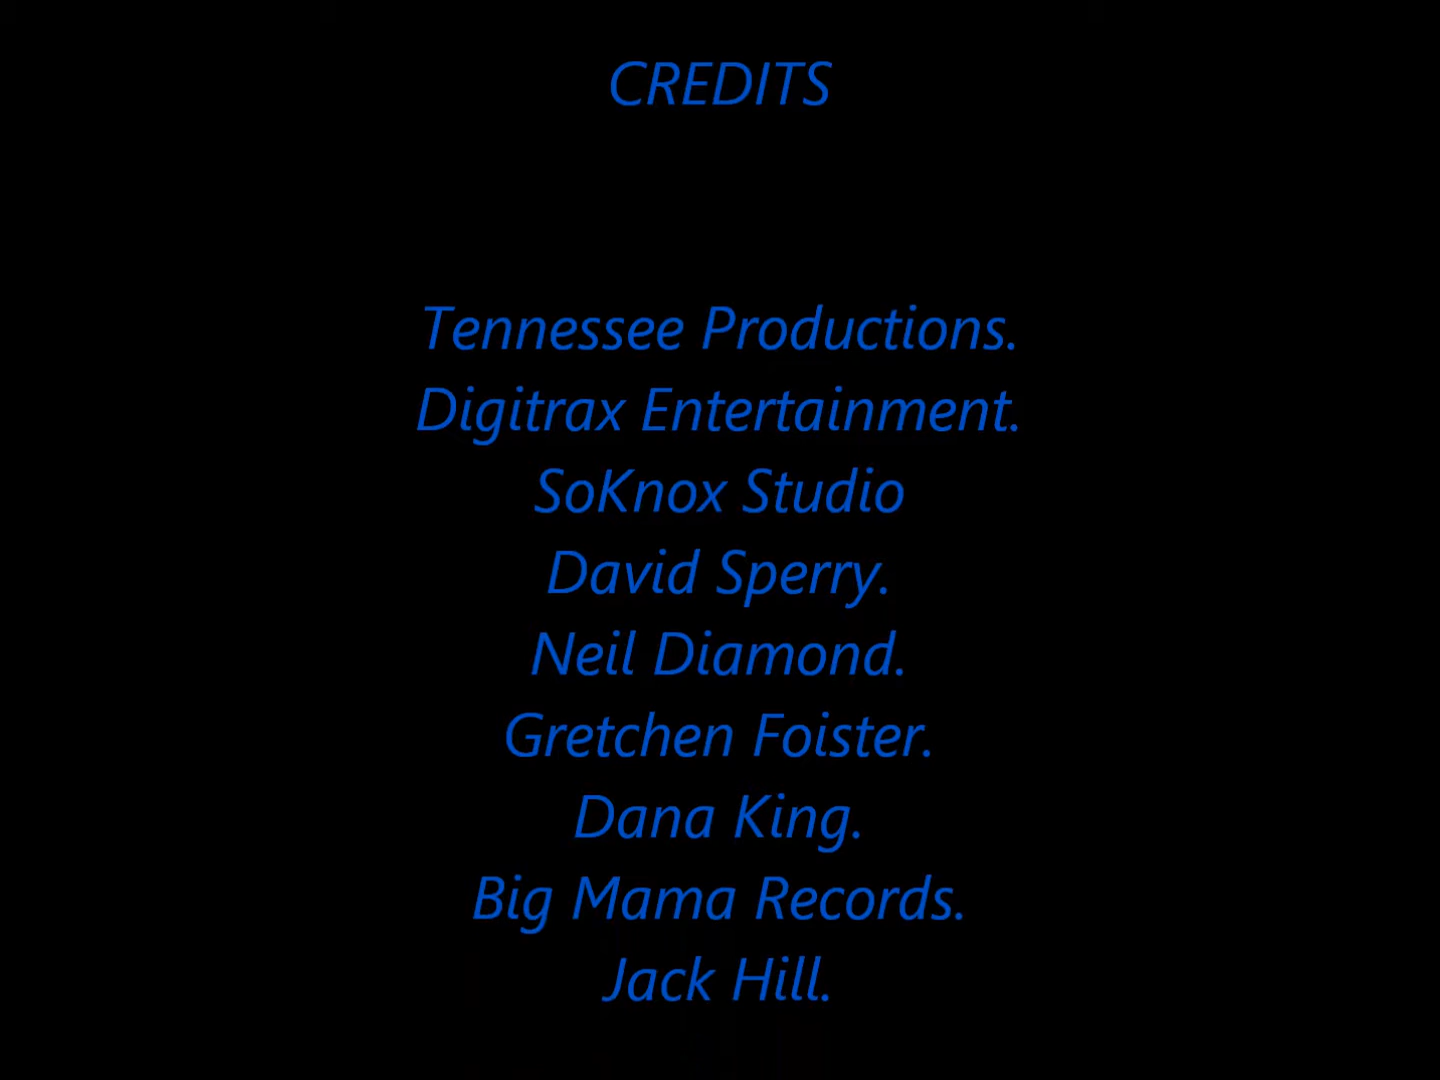 CREDITS
Tennessee Productions.
Digitrax Entertainment.
SoKnox Studio
David Sperry.
Neil Diamond.
Gretchen Foister.
Dana King.
Big Mama Records.
Jack Hill.